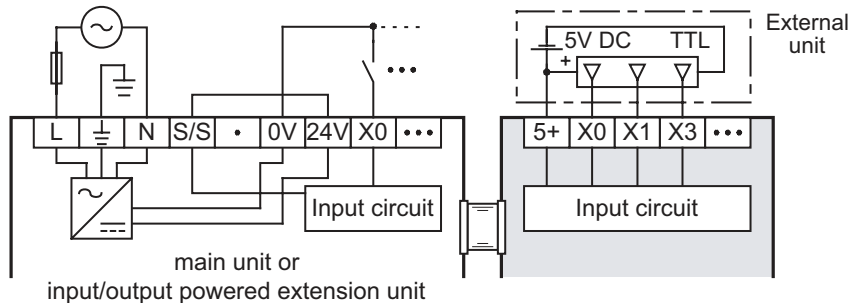 5V DC TTL
+
External
unit
L N S/S • 0V 24V X0 •••
5+ X0 X1 X3 •••
Input circuit
Input circuit
main unit or
input/output powered extension unit